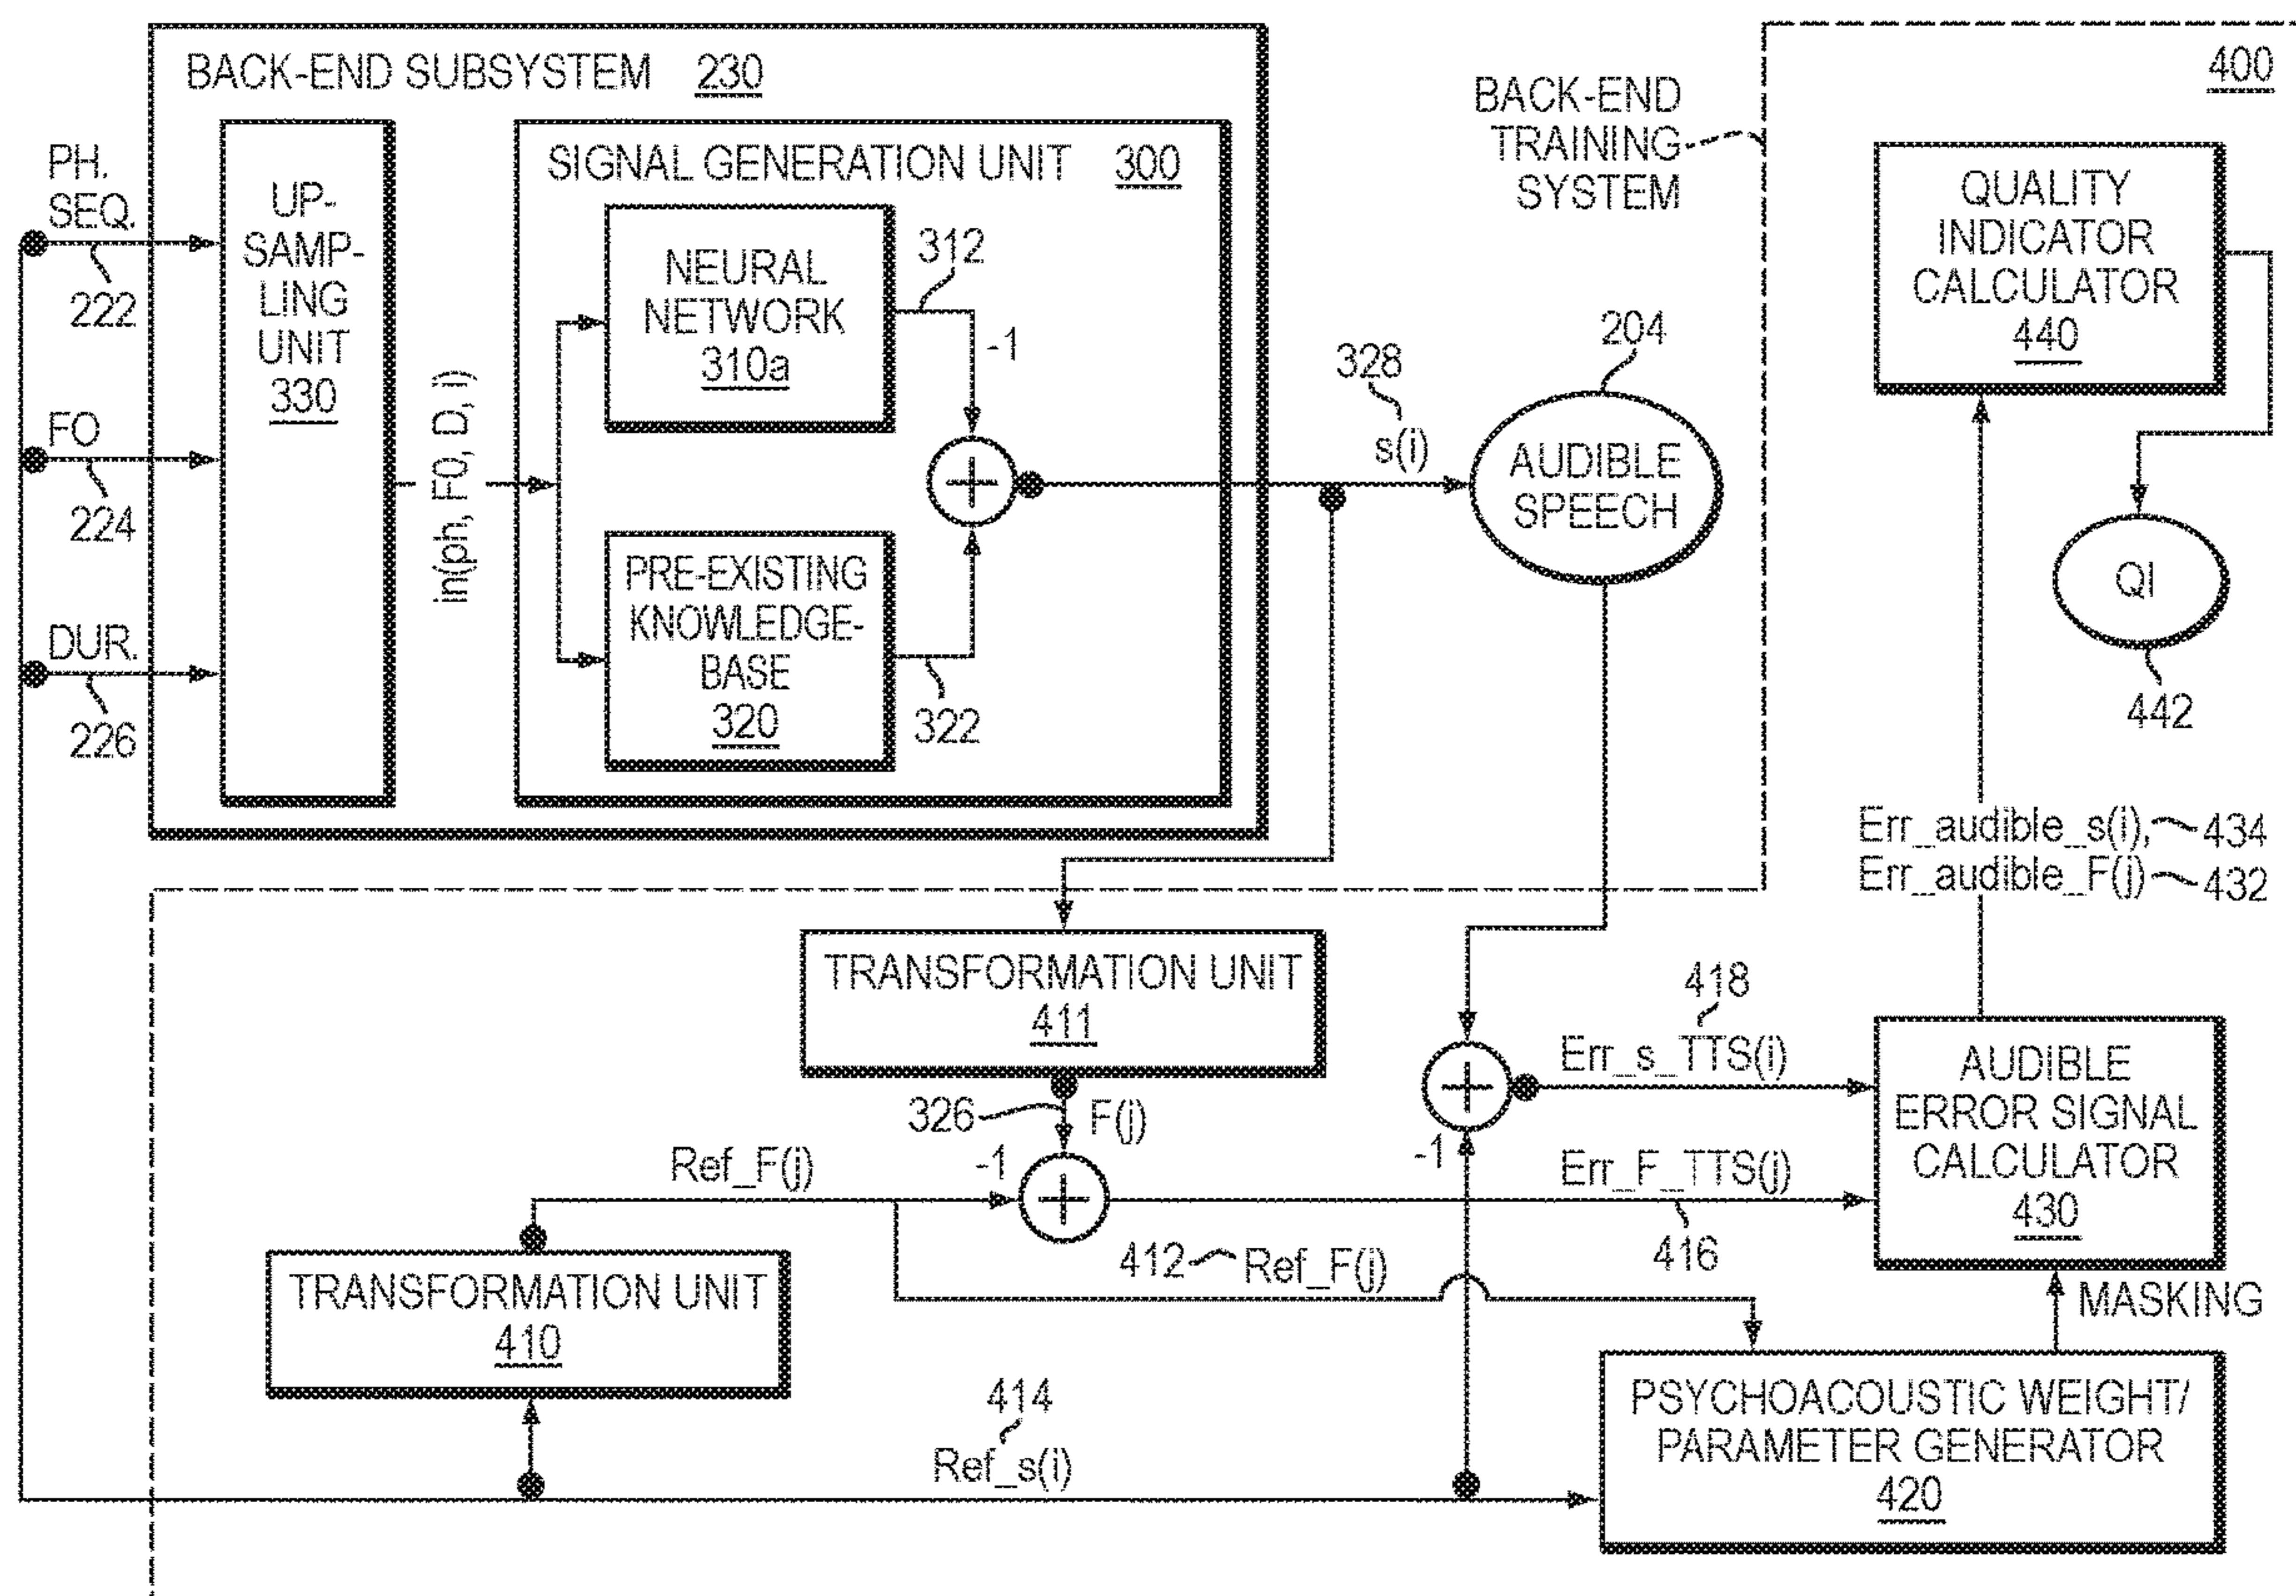 BACK-END SUBSYSTEM 230
400
PH.
SEQ.
222
FO
224
DUR.
226
UP-
SAMP-
LING
UNIT
330
in(ph, F0, D, i)
SIGNAL GENERATION UNIT 300
NEURAL
NETWORK
310a
312
-1
PRE-EXISTING
KNOWLEDGE-
BASE
320
322
328
s(i)
204
AUDIBLE
SPEECH
BACK-END
TRAINING
SYSTEM
QUALITY
INDICATOR
CALCULATOR
440
QI
442
Err_audible_s(i), 434
Err_audible_F(j) 432
TRANSFORMATION UNIT
411
326
F(j)
Ref_F(j)
-1
418
Err_s_TTS(i)
-1
Err_F_TTS(j)
416
412 Ref_F(j)
AUDIBLE
ERROR SIGNAL
CALCULATOR
430
MASKING
TRANSFORMATION UNIT
410
414
Ref_s(i)
PSYCHOACOUSTIC WEIGHT/
PARAMETER GENERATOR
420